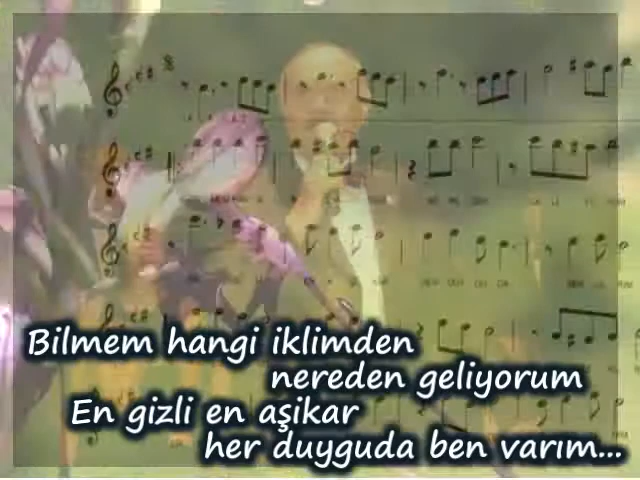 Bilmem hangi iklimden
nereden geliyorum
En gizli en aşikar
her duyguda ben varım...